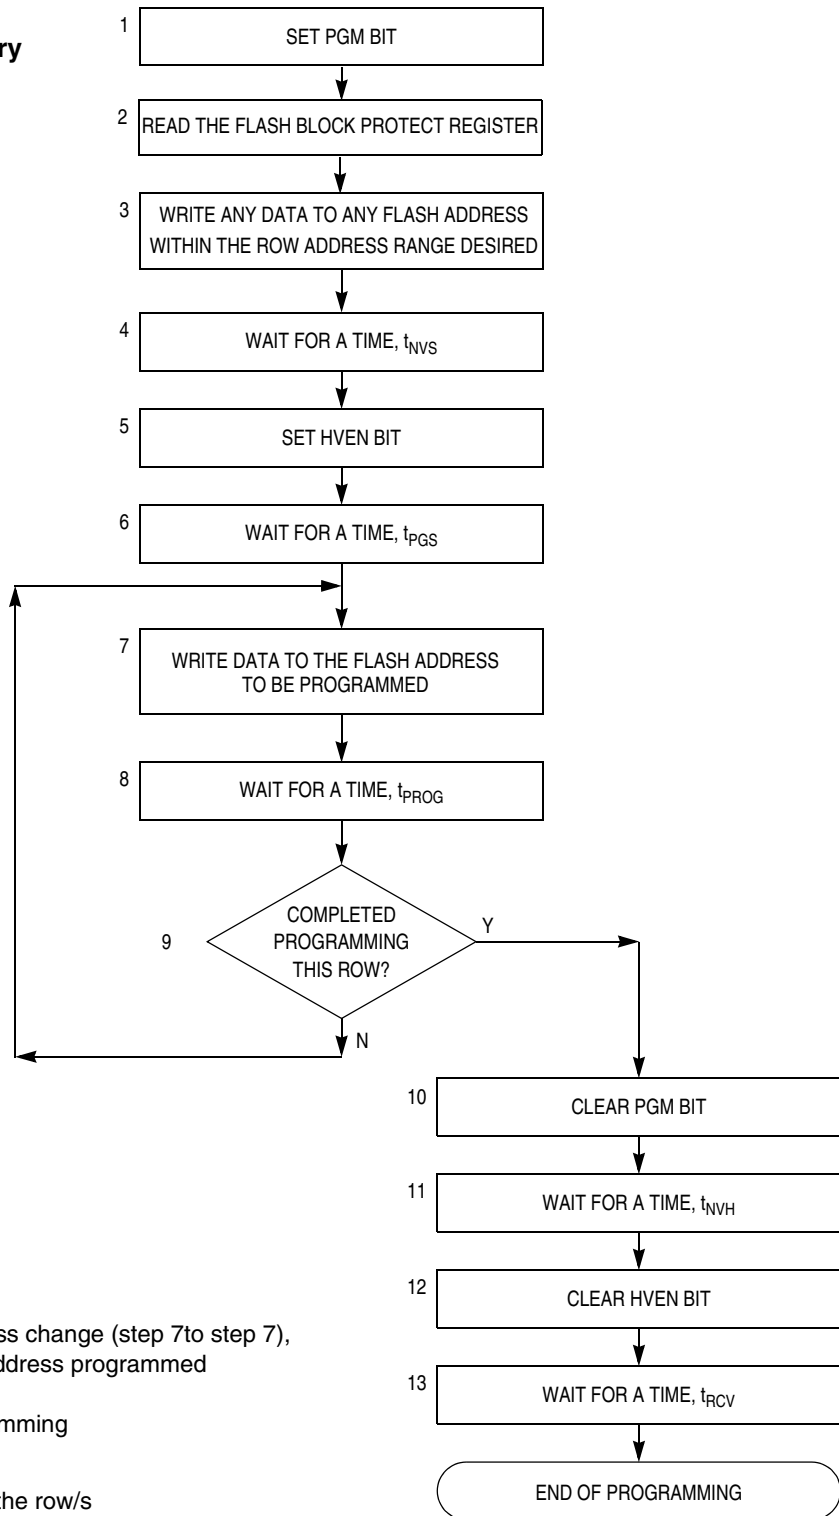 ry
1
SET PGM BIT
2
READ THE FLASH BLOCK PROTECT REGISTER
3
WRITE ANY DATA TO ANY FLASH ADDRESS
WITHIN THE ROW ADDRESS RANGE DESIRED
4
WAIT FOR A TIME, tNVS
5
SET HVEN BIT
6
WAIT FOR A TIME, tPGS
7
WRITE DATA TO THE FLASH ADDRESS
TO BE PROGRAMMED
8
WAIT FOR A TIME, tPROG
9
COMPLETED
PROGRAMMING
THIS ROW?
Y
N
10
CLEAR PGM BIT
11
WAIT FOR A TIME, tNVH
12
CLEAR HVEN BIT
13
WAIT FOR A TIME, tRCV
END OF PROGRAMMING
ss change (step 7to step 7),
ddress programmed
mming
the row/s